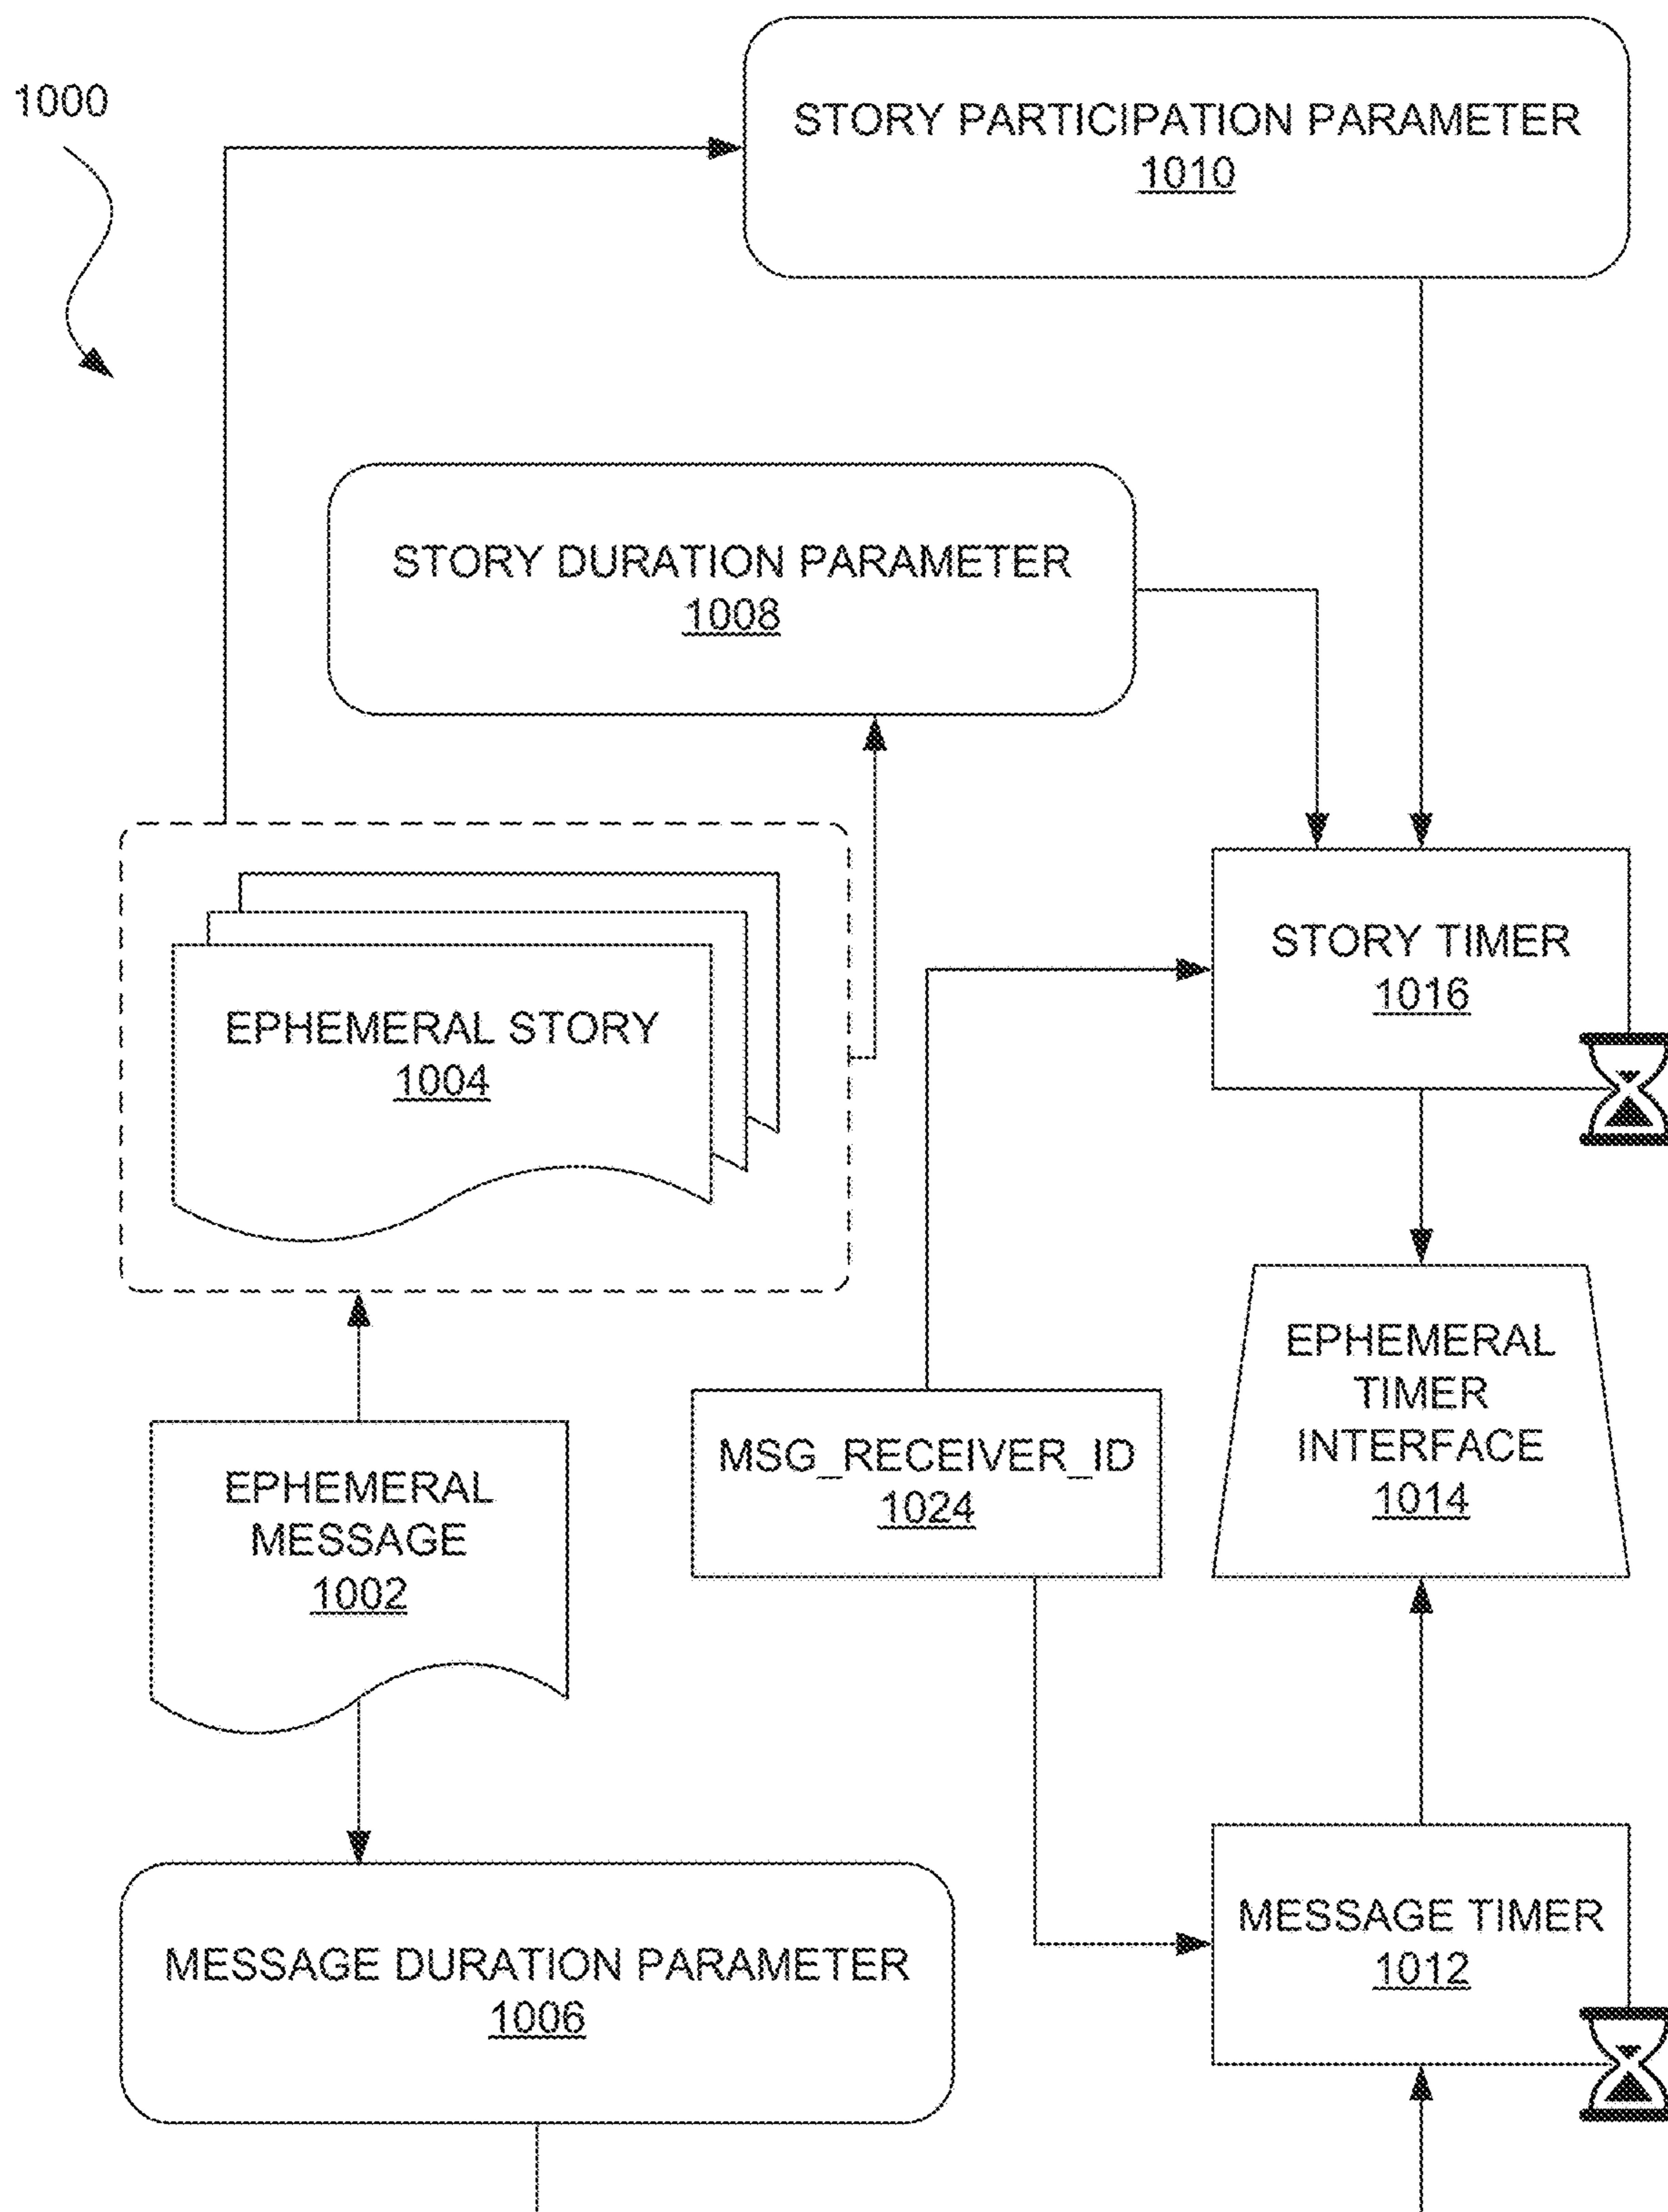 1000
STORY PARTICIPATION PARAMETER
1010
STORY DURATION PARAMETER
1008
STORY TIMER
1016
EPHEMERAL STORY
1004
EPHEMERAL
TIMER
INTERFACE
1014
MSG_RECEIVER_ID
1024
EPHEMERAL
MESSAGE
1002
MESSAGE TIMER
1012
MESSAGE DURATION PARAMETER
1006